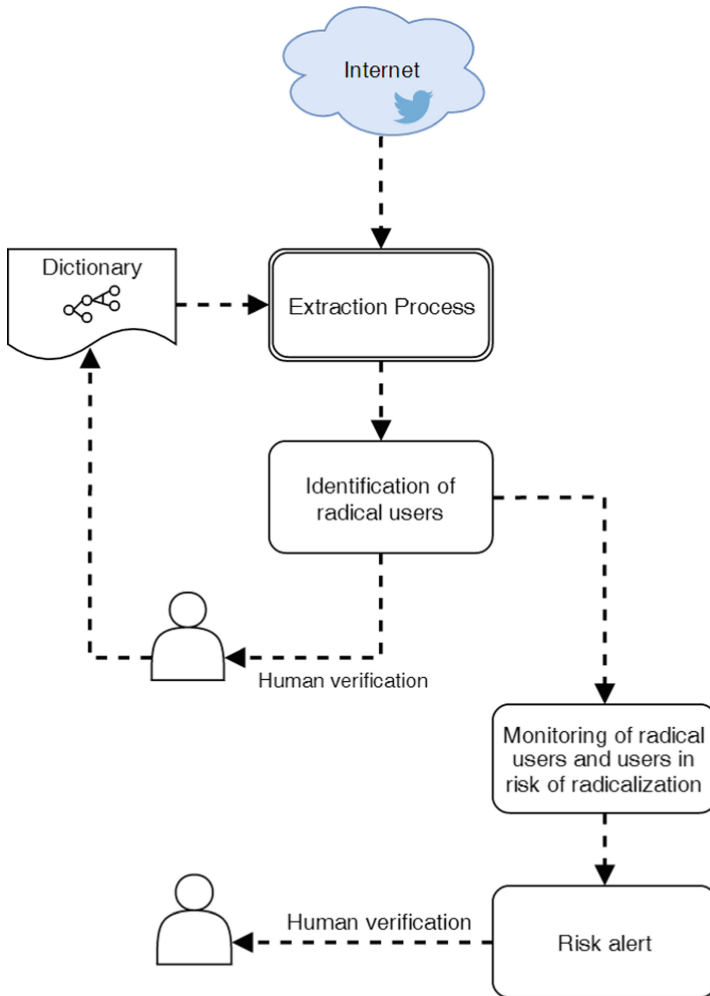 Internet
Dictionary
Extraction Process
Identification of
radical users
Human verification
Monitoring of radical
users and users in
risk of radicalization
Human verification
Risk alert